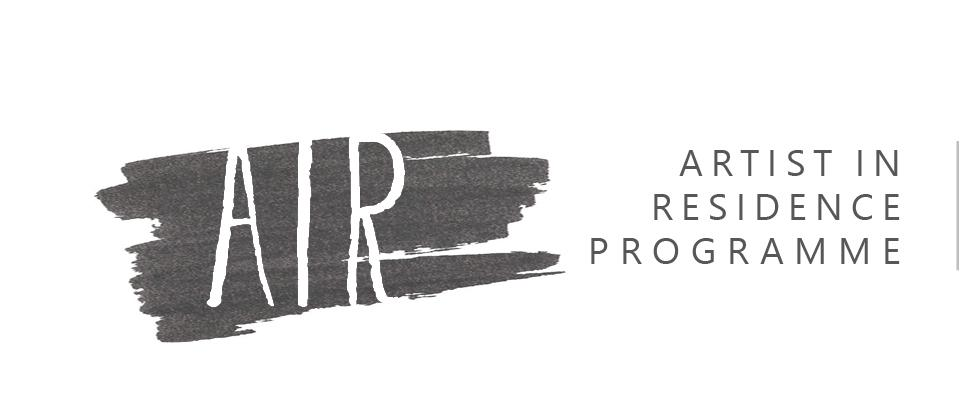 AIR
ARTIST IN
RESIDENCE
PROGRAMME